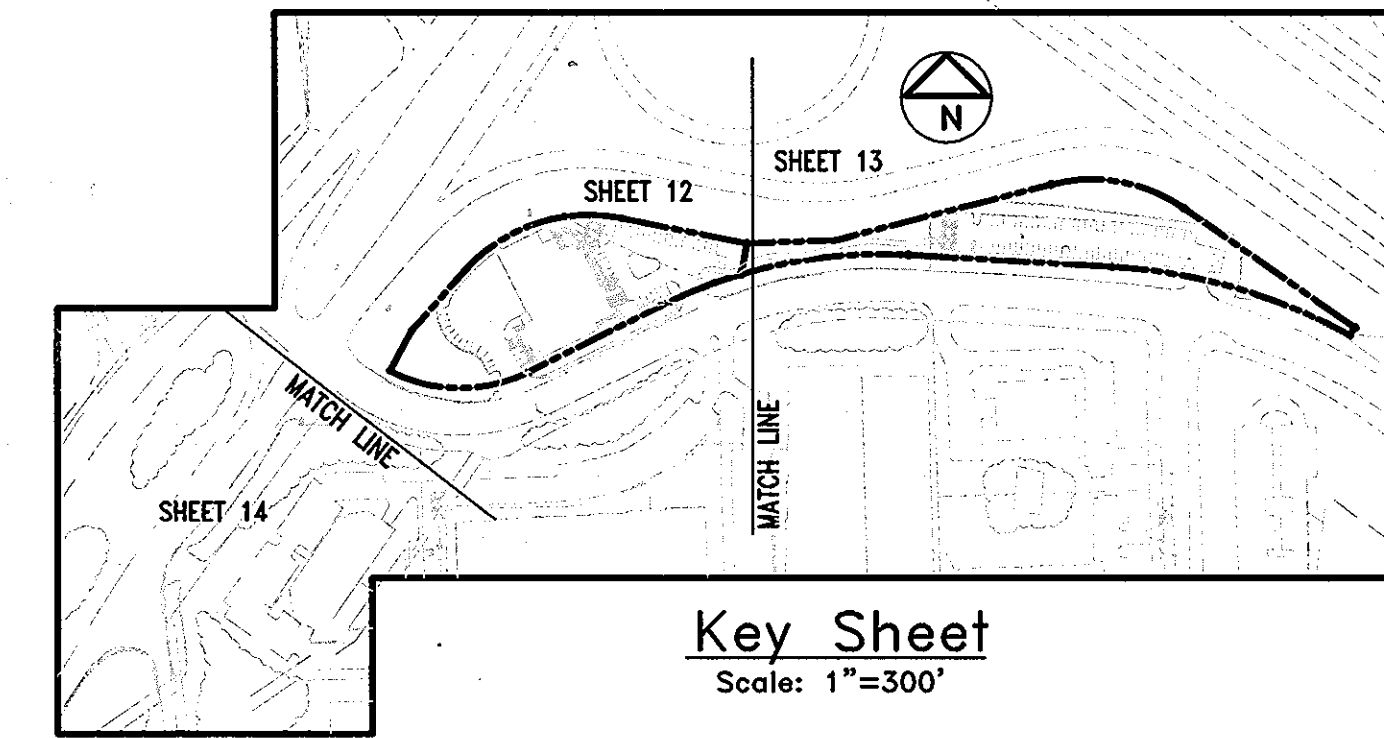 N
SHEET 13
SHEET 12
MATCH LINE
MATCH LINE
SHEET 14
Key Sheet
Scale: 1"=300'